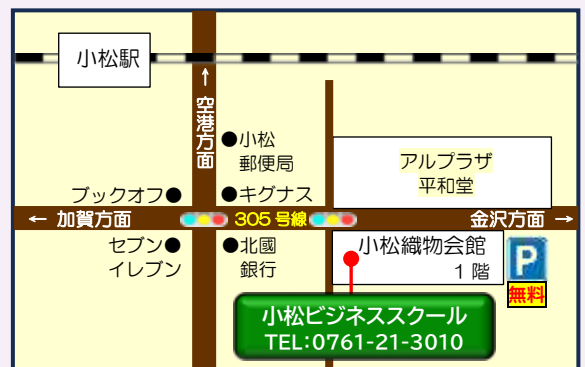 小松駅
↑
空港方面
●小松
郵便局
アルプラザ
平和堂
ブックオフ●
●キグナス
← 加賀方面
305号線
金沢方面 →
セブン●
イレブン
●北國
銀行
小松織物会館
1階
P
無料
小松ビジネススクール
TEL:0761-21-3010